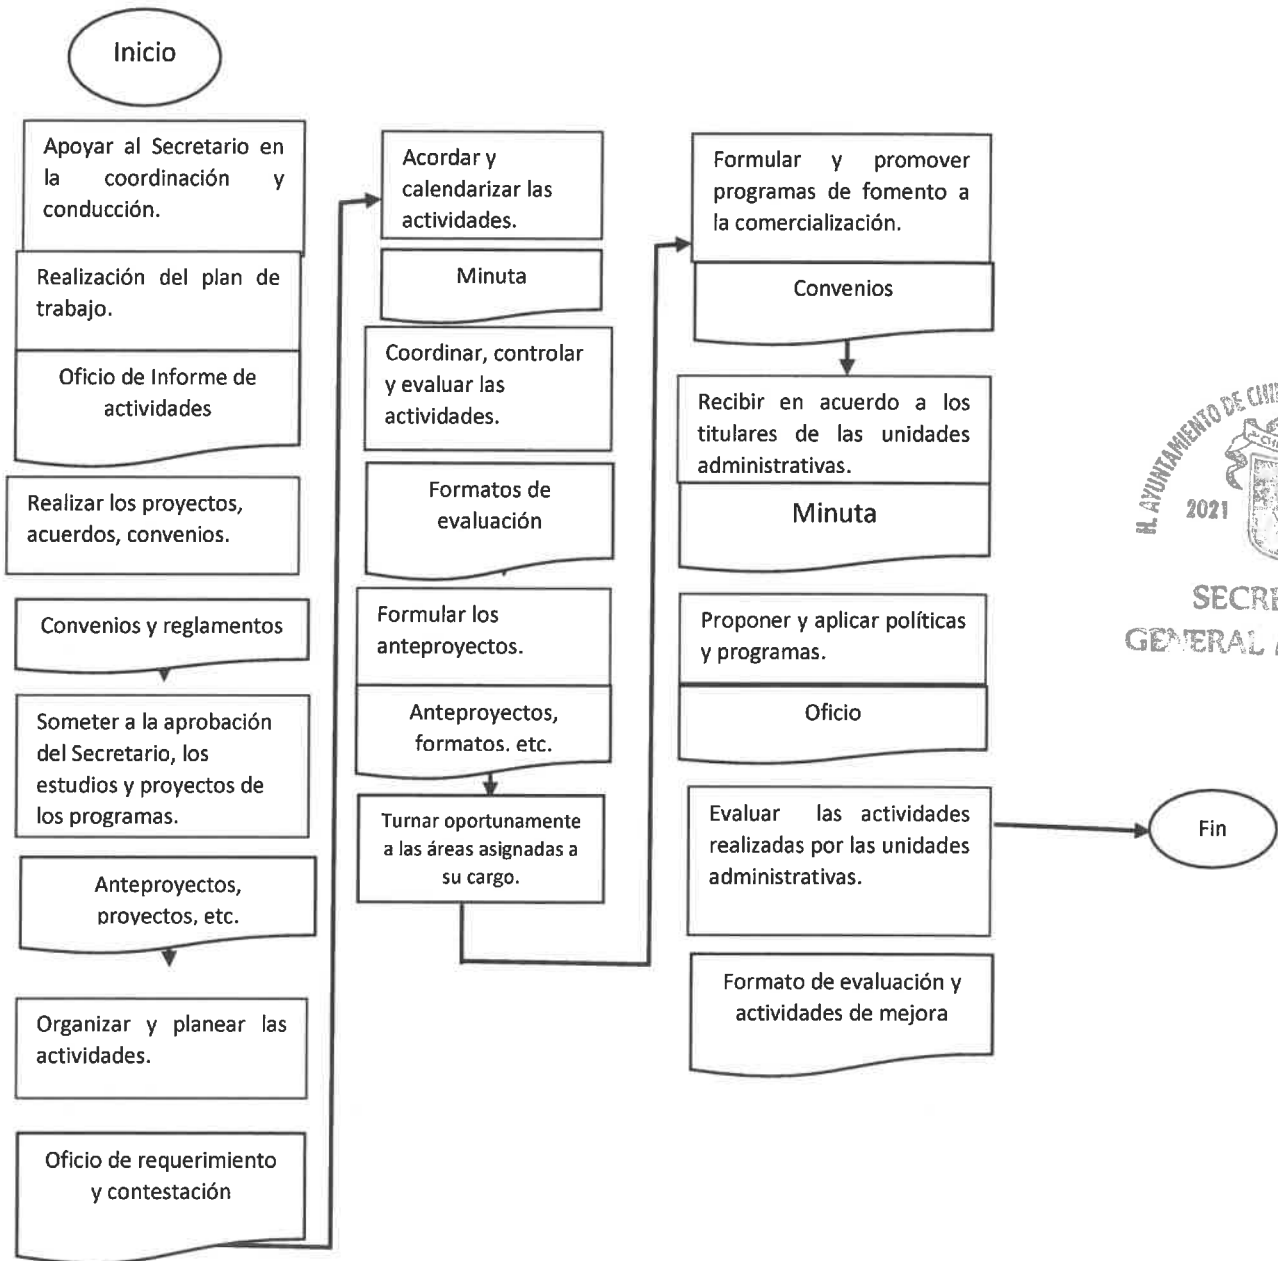 Inicio
Apoyar al Secretario en
la coordinación y
conducción.
Realización del plan de
trabajo.
Oficio de Informe de
actividades
Realizar los proyectos,
acuerdos, convenios.
Convenios y reglamentos
Someter a la aprobación
del Secretario, los
estudios y proyectos de
los programas.
Anteproyectos,
proyectos, etc.
Organizar y planear las
actividades.
Oficio de requerimiento
y contestación
Acordar y
calendarizar las
actividades.
Minuta
Coordinar, controlar
y evaluar las
actividades.
Formatos de
evaluación
Formular los
anteproyectos.
Anteproyectos,
formatos. etc.
Turnar oportunamente
a las áreas asignadas a
su cargo.
Formular y promover
programas de fomento a
la comercialización.
Convenios
Recibir en acuerdo a los
titulares de las unidades
administrativas.
Minuta
Proponer y aplicar políticas
y programas.
Oficio
Evaluar las actividades
realizadas por las unidades
administrativas.
Formato de evaluación y
actividades de mejora
Fin
H. AYUNTAMIENTO DE
2021
GENERAL